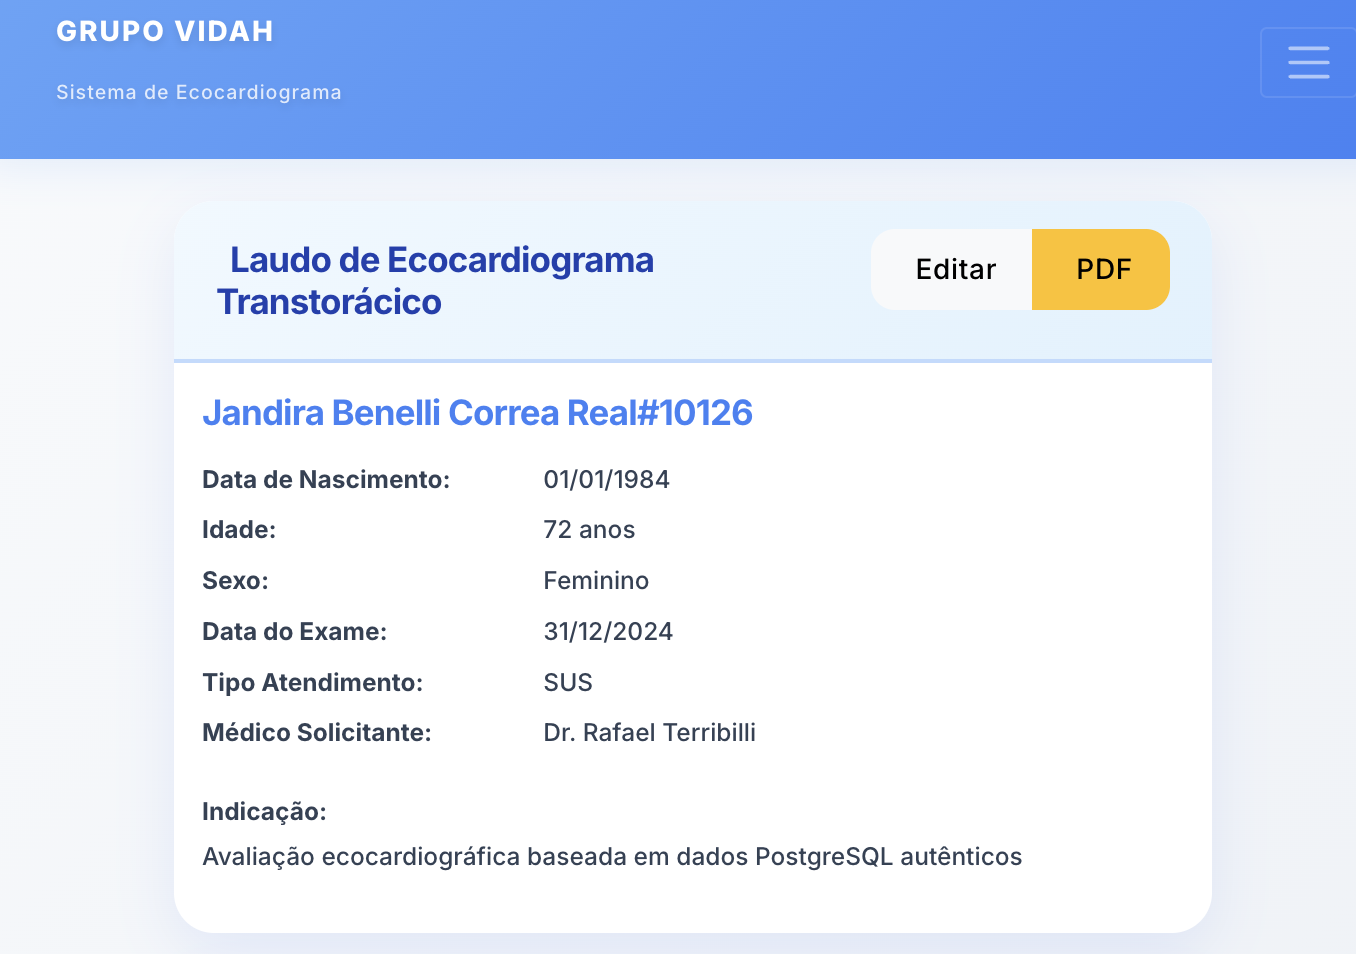 GRUPO VIDAH
Sistema de Ecocardiograma
Laudo de Ecocardiograma
Transtorácico
Editar
PDF
Jandira Benelli Correa Real#10126
Data de Nascimento: 01/01/1984
Idade: 72 anos
Sexo: Feminino
Data do Exame: 31/12/2024
Tipo Atendimento: SUS
Médico Solicitante: Dr. Rafael Terribilli
Indicação:
Avaliação ecocardiográfica baseada em dados PostgreSQL autênticos